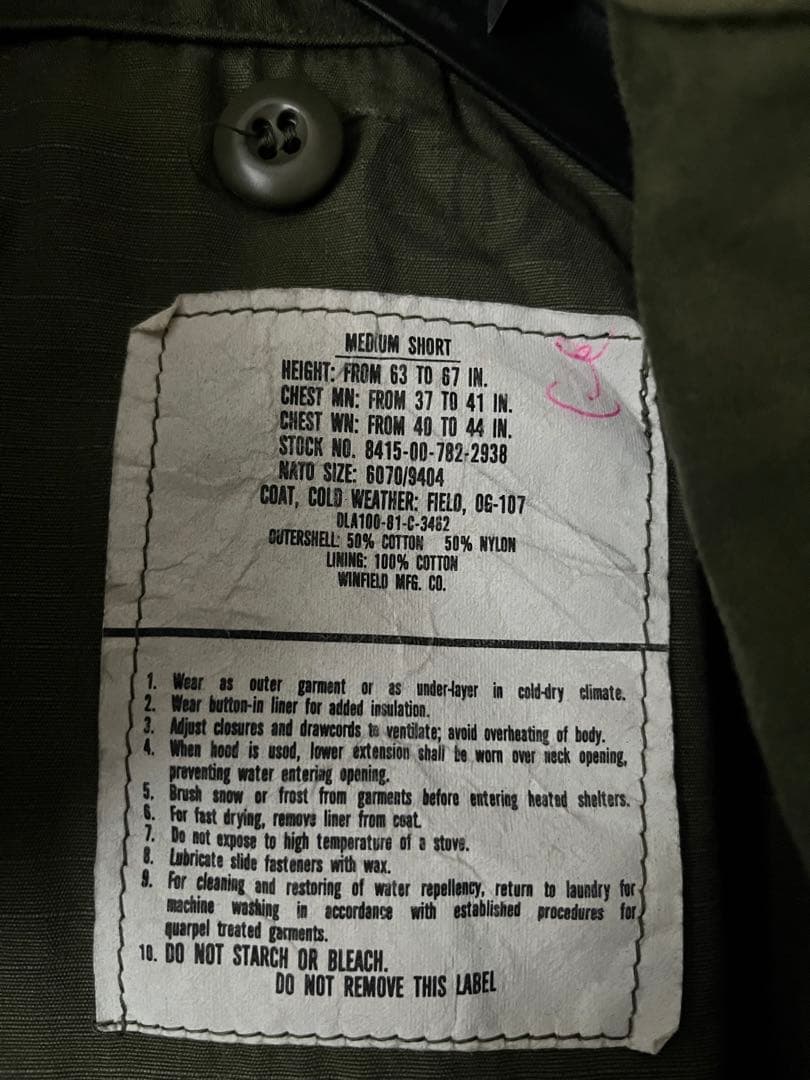 MEDIUM SHORT
HEIGHT: FROM 63 TO 67 IN.
CHEST MN: FROM 37 TO 41 IN.
CHEST WN: FROM 40 TO 44 IN.
STOCK NO. 8415-00-782-2938
NATO SIZE: 6070/9404
COAT, COLD WEATHER: FIELD, OG-107
DLA100-81-C-3482
OUTERSHELL: 50% COTTON 50% NYLON
LINING: 100% COTTON
WINFIELD MFG. CO.
1. Wear as outer garment or as under-layer in cold-dry climate.
2. Wear button-in liner for added insulation.
3. Adjust closures and drawcords to ventilate; avoid overheating of body.
4. When hood is used, lower extension shall be worn over neck opening,
preventing water entering opening.
5. Brush snow or frost from garments before entering heated shelters.
6. For fast drying, remove liner from coat.
7. Do not expose to high temperature of a stove.
8. Lubricate slide fasteners with wax.
9. For cleaning and restoring of water repellency, return to laundry for
machine washing in accordance with established procedures for
quarpel treated garments.
10. DO NOT STARCH OR BLEACH.
DO NOT REMOVE THIS LABEL